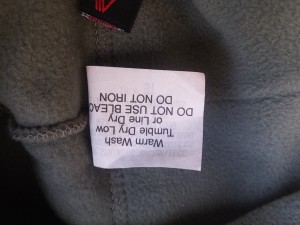 Warm Wash
Tumble Dry Low
or Line Dry
DO NOT USE BLEAC
DO NOT IRON